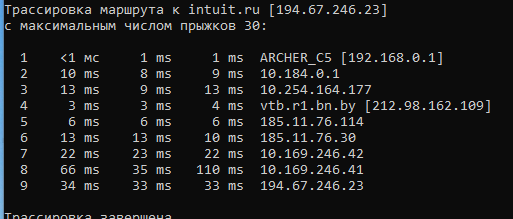 Трассировка маршрута к intuit.ru [194.67.246.23]
с максимальным числом прыжков 30:
1 <1 мс 1 ms 1 ms ARCHER_C5 [192.168.0.1]
2 10 ms 8 ms 9 ms 10.184.0.1
3 13 ms 9 ms 13 ms 10.254.164.177
4 3 ms 3 ms 4 ms vtb.r1.bn.by [212.98.162.109]
5 6 ms 6 ms 6 ms 185.11.76.114
6 13 ms 13 ms 10 ms 185.11.76.30
7 22 ms 23 ms 22 ms 10.169.246.42
8 66 ms 35 ms 110 ms 10.169.246.41
9 34 ms 33 ms 33 ms 194.67.246.23
Трассировка завершена